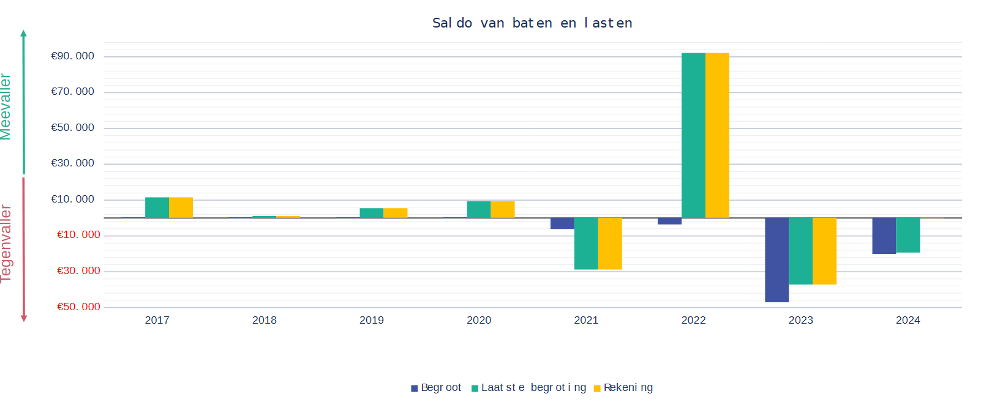 Saldo van baten en lasten
Meevaller
Tegenvaller
€90.000
€70.000
€50.000
€30.000
€10.000
€10.000
€30.000
€50.000
2017 2018 2019 2020 2021 2022 2023 2024
Begroot Laatste begroting Rekening